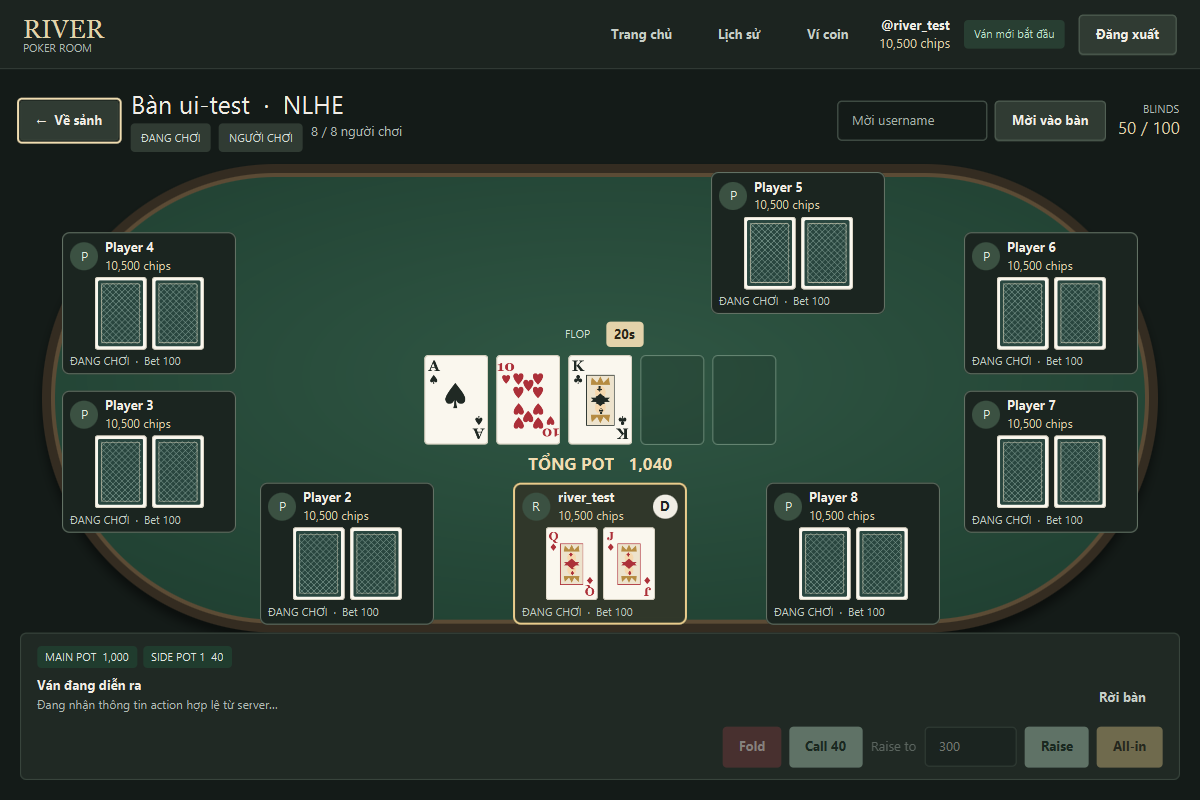 RIVER
POKER ROOM
Trang chủ
Lịch sử
Ví coin
@river_test
10,500 chips
Ván mới bắt đầu
Đăng xuất
← Về sảnh
Bàn ui-test · NLHE
ĐANG CHƠI
NGƯỜI CHƠI
8 / 8 người chơi
Mời username
Mời vào bàn
BLINDS
50 / 100
P
Player 5
10,500 chips
ĐANG CHƠI · Bet 100
P
Player 4
10,500 chips
ĐANG CHƠI · Bet 100
P
Player 6
10,500 chips
ĐANG CHƠI · Bet 100
FLOP
20s
A
A
10
10
K
K
P
Player 3
10,500 chips
ĐANG CHƠI · Bet 100
P
Player 7
10,500 chips
ĐANG CHƠI · Bet 100
TỔNG POT 1,040
P
Player 2
10,500 chips
ĐANG CHƠI · Bet 100
R
river_test
10,500 chips
D
Q
Q
J
J
ĐANG CHƠI · Bet 100
P
Player 8
10,500 chips
ĐANG CHƠI · Bet 100
MAIN POT 1,000
SIDE POT 1 40
Ván đang diễn ra
Đang nhận thông tin action hợp lệ từ server...
Rời bàn
Fold
Call 40
Raise to
300
Raise
All-in